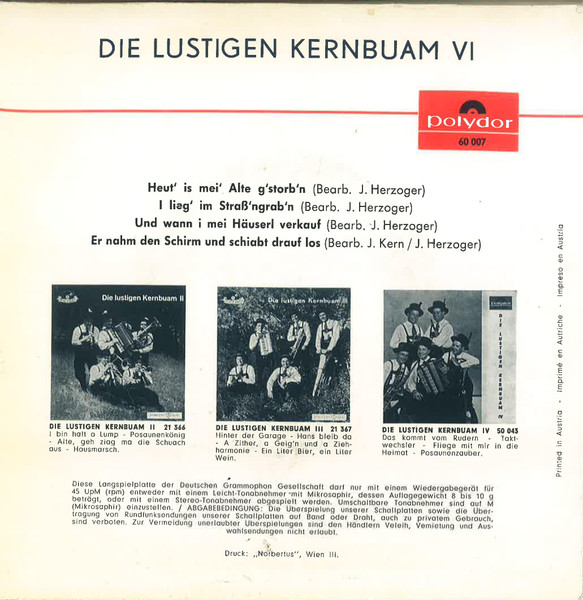 DIE LUSTIGEN KERNBUAM VI
polydor
60 007
Heut' is mei' Alte g'storb'n (Bearb. J. Herzoger)
I lieg' im Straß'ngrab'n (Bearb. J. Herzoger)
Und wann i mei Häuserl verkauf (Bearb. J. Herzoger)
Er nahm den Schirm und schiabt drauf los (Bearb. J. Kern / J. Herzoger)
Die lustigen Kernbuam II
DIE LUSTIGEN KERNBUAM II 21 366
I bin halt a Lump - Posaunenkönig
- Alte, geh ziag ma die Schuach
aus - Hausmarsch.
Die lustigen Kernbuam III
DIE LUSTIGEN KERNBUAM III 21 367
Hinter der Garage - Hans bleib da
- A Zither, a Geig'n und a Zieh-
harmonie - Ein Liter Bier, ein Liter
Wein.
DIE LUSTIGEN KERNBUAM IV
DIE LUSTIGEN KERNBUAM IV 50 043
Das kommt vom Rudern - Takt-
wechsler - Fliege mit mir in die
Heimat - Posaunenzauber.
Diese Langspielplatte der Deutschen Grammophon Gesellschaft darf nur mit einem Wiedergabegerät für
45 UpM (rpm) entweder mit einem Leicht-Tonabnehmer mit Mikrosaphir, dessen Auflagegewicht 8 bis 10 g
beträgt, oder mit einem Stereo-Tonabnehmer abgespielt werden. Umschaltbare Tonabnehmer sind auf M
(Mikrosaphir) einzustellen. / ABGABEBEDINGUNG: Die Überspielung unserer Schallplatten sowie die Über-
tragung von Rundfunksendungen unserer Schallplatten auf Band oder Draht, auch zu privatem Gebrauch,
sind verboten. Zur Vermeidung unerlaubter Überspielungen sind den Händlern Veleih, Vemietung und Aus-
wahlsendungen nicht erlaubt.
Druck: „Norbertus", Wien III.
Printed in Austria - Imprimé en Autriche - Impreso en Austria